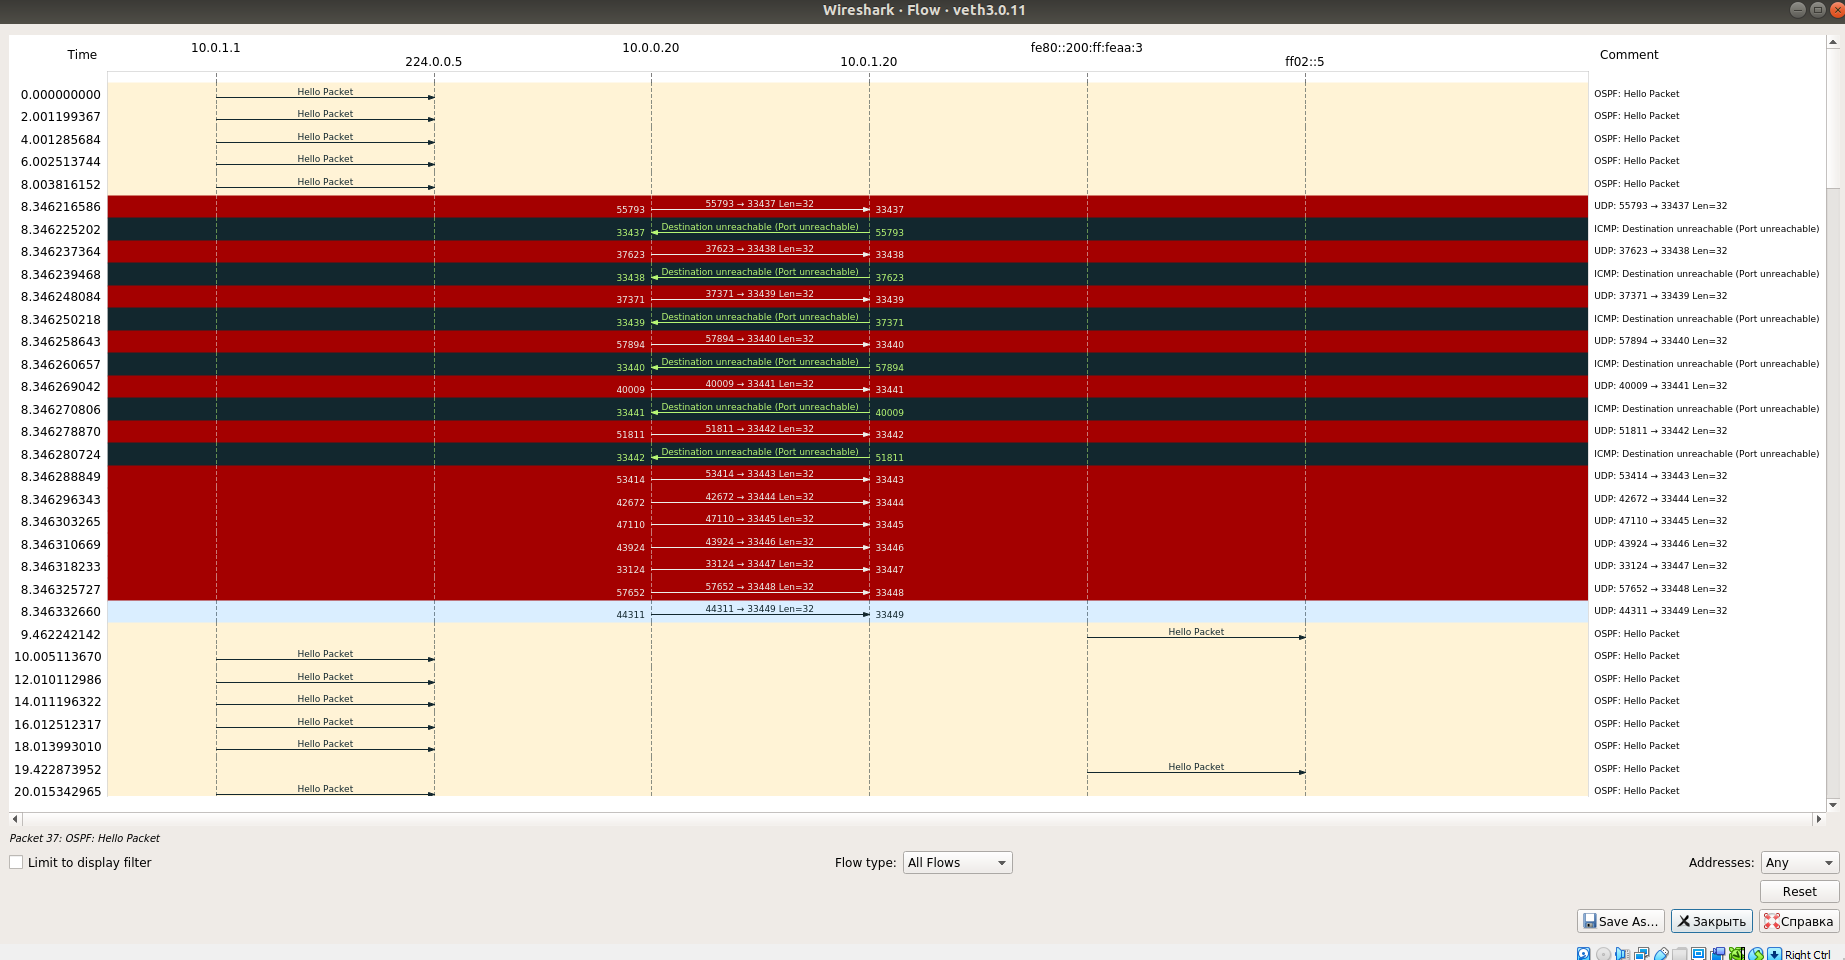 Wireshark · Flow · veth3.0.11
Time 10.0.1.1 224.0.0.5 10.0.0.20 10.0.1.20 fe80::200:ff:feaa:3 ff02::5 Comment
0.000000000 Hello Packet OSPF: Hello Packet
2.001199367 Hello Packet OSPF: Hello Packet
4.001285684 Hello Packet OSPF: Hello Packet
6.002513744 Hello Packet OSPF: Hello Packet
8.003816152 Hello Packet OSPF: Hello Packet
8.346216586 55793 55793 → 33437 Len=32 33437 UDP: 55793 → 33437 Len=32
8.346225202 33437 Destination unreachable (Port unreachable) 55793 ICMP: Destination unreachable (Port unreachable)
8.346237364 37623 37623 → 33438 Len=32 33438 UDP: 37623 → 33438 Len=32
8.346239468 33438 Destination unreachable (Port unreachable) 37623 ICMP: Destination unreachable (Port unreachable)
8.346248084 37371 37371 → 33439 Len=32 33439 UDP: 37371 → 33439 Len=32
8.346250218 33439 Destination unreachable (Port unreachable) 37371 ICMP: Destination unreachable (Port unreachable)
8.346258643 57894 57894 → 33440 Len=32 33440 UDP: 57894 → 33440 Len=32
8.346260657 33440 Destination unreachable (Port unreachable) 57894 ICMP: Destination unreachable (Port unreachable)
8.346269042 40009 40009 → 33441 Len=32 33441 UDP: 40009 → 33441 Len=32
8.346270806 33441 Destination unreachable (Port unreachable) 40009 ICMP: Destination unreachable (Port unreachable)
8.346278870 51811 51811 → 33442 Len=32 33442 UDP: 51811 → 33442 Len=32
8.346280724 33442 Destination unreachable (Port unreachable) 51811 ICMP: Destination unreachable (Port unreachable)
8.346288849 53414 53414 → 33443 Len=32 33443 UDP: 53414 → 33443 Len=32
8.346296343 42672 42672 → 33444 Len=32 33444 UDP: 42672 → 33444 Len=32
8.346303265 47110 47110 → 33445 Len=32 33445 UDP: 47110 → 33445 Len=32
8.346310669 43924 43924 → 33446 Len=32 33446 UDP: 43924 → 33446 Len=32
8.346318233 33124 33124 → 33447 Len=32 33447 UDP: 33124 → 33447 Len=32
8.346325727 57652 57652 → 33448 Len=32 33448 UDP: 57652 → 33448 Len=32
8.346332660 44311 44311 → 33449 Len=32 33449 UDP: 44311 → 33449 Len=32
9.462242142 Hello Packet OSPF: Hello Packet
10.005113670 Hello Packet OSPF: Hello Packet
12.010112986 Hello Packet OSPF: Hello Packet
14.011196322 Hello Packet OSPF: Hello Packet
16.012512317 Hello Packet OSPF: Hello Packet
18.013993010 Hello Packet OSPF: Hello Packet
19.422873952 Hello Packet OSPF: Hello Packet
20.015342965 Hello Packet OSPF: Hello Packet
Packet 37: OSPF: Hello Packet
Limit to display filter Flow type: All Flows Addresses: Any
Reset
Save As... Закрыть Справка
Right Ctrl